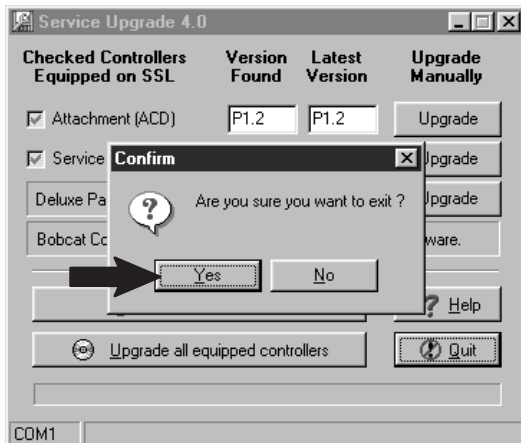 Service Upgrade 4.0
Checked Controllers Equipped on SSL
Version Found
Latest Version
Upgrade Manually
Attachment (ACD)
P1.2
P1.2
Upgrade
Service
Confirm
Upgrade
Are you sure you want to exit ?
Deluxe Pa
Upgrade
Bobcat Co
ware.
Yes
No
Help
Upgrade all equipped controllers
Quit
COM1